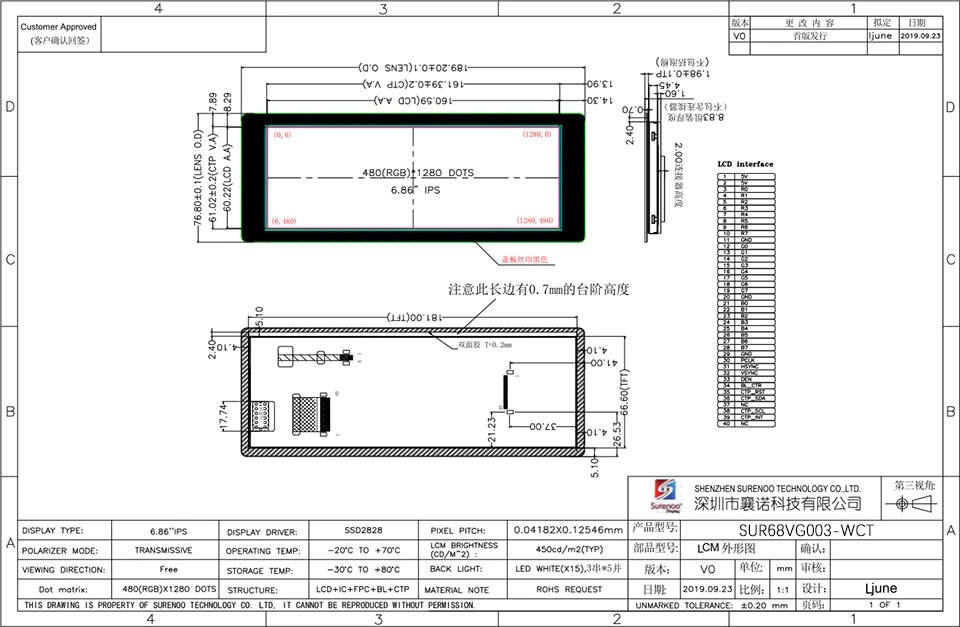 4 3 2 1
Customer Approved
(客户确认回签)
版本 更 改 内 容 拟定 日期
V0 首版发行 ljune 2019.09.23
D
C
B
A
189.20±0.1(LENS O.D)
161.39±0.2(CTP V.A)
160.59(LCD A.A)
13.90
14.30
7.89
8.29
76.80±0.1(LENS O.D)
61.02±0.2(CTP V.A)
60.22(LCD A.A)
(0,0)
(1280,0)
480(RGB)*1280 DOTS
6.86" IPS
(0,480)
(1280,480)
盖板丝印黑色
(不包括泡棉)
1.98±0.1TP
4.45
1.60
0.70
(不包含连接器)
8.83组装厚度
2.40
2.00连接器高度
LCD interface
1 5V
2 5V
3 R0
4 R1
5 R2
6 R3
7 R4
8 R5
9 R6
10 R7
11 GND
12 G0
13 G1
14 G2
15 G3
16 G4
17 G5
18 G6
19 G7
20 GND
21 B0
22 B1
23 B2
24 B3
25 B4
26 B5
27 B6
28 B7
29 GND
30 PCLK
31 HSYNC
32 VSYNC
33 DEN
34 BL_CTR
35 CTP_RST
36 CTP_SDA
37 NC
38 CTP_SCL
39 CTP_INT
40 NC
注意此长边有0.7mm的台阶高度
181.00(TFT)
5.10
2.40
4.10
双面胶 T=0.2mm
4.10
41.00
66.60(TFT)
17.74
21.23
37.00
4.10
26.53
5.10
Surenoo
Display
SHENZHEN SURENOO TECHNOLOGY CO.,LTD.
深圳市襄诺科技有限公司
第三视角:
DISPLAY TYPE: 6.86''IPS DISPLAY DRIVER: SSD2828 PIXEL PITCH: 0.04182X0.12546mm 产品型号: SUR68VG003-WCT
POLARIZER MODE: TRANSMISSIVE OPERATING TEMP: -20°C TO +70°C LCM BRIGHTNESS (CD/M^2) : 450cd/m2(TYP) 部品型号: LCM外形图 确认:
VIEWING DIRECTION: Free STORAGE TEMP: -30°C TO +80°C BACK LIGHT: LED WHITE(X15),3串*5并 版本: V0 单位: mm 审核:
Dot matrix: 480(RGB)X1280 DOTS STRUCTURE: LCD+IC+FPC+BL+CTP MATERIAL NOTE ROHS REQUEST 日期: 2019.09.23 比例: 1:1 设计: Ljune
THIS DRAWING IS PROPERTY OF SURENOO TECHNOLOGY CO. LTD. IT CANNOT BE REPRODUCED WITHOUT PERMISSION. UNMARKED TOLERANCE: ±0.20 mm 页码: 1 OF 1
4 3 2 1